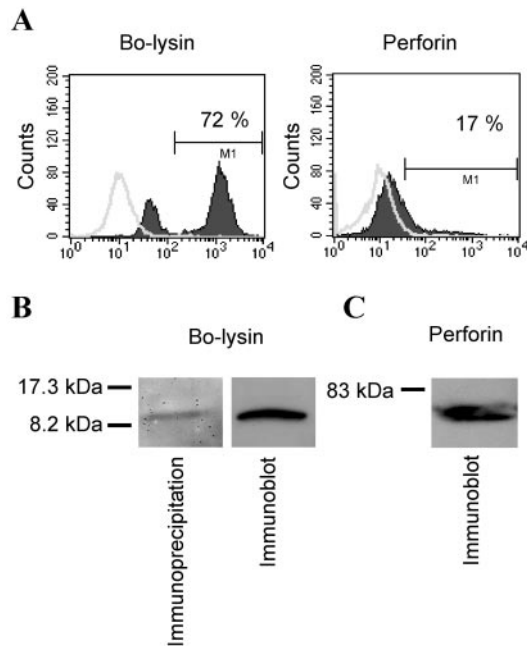 A
Bo-lysin
Perforin
200
160
120
80
40
0
Counts
72 %
M1
10^0 10^1 10^2 10^3 10^4
200
160
120
80
40
0
Counts
17 %
M1
10^0 10^1 10^2 10^3 10^4
B
Bo-lysin
17.3 kDa
8.2 kDa
Immunoprecipitation
Immunoblot
C
Perforin
83 kDa
Immunoblot